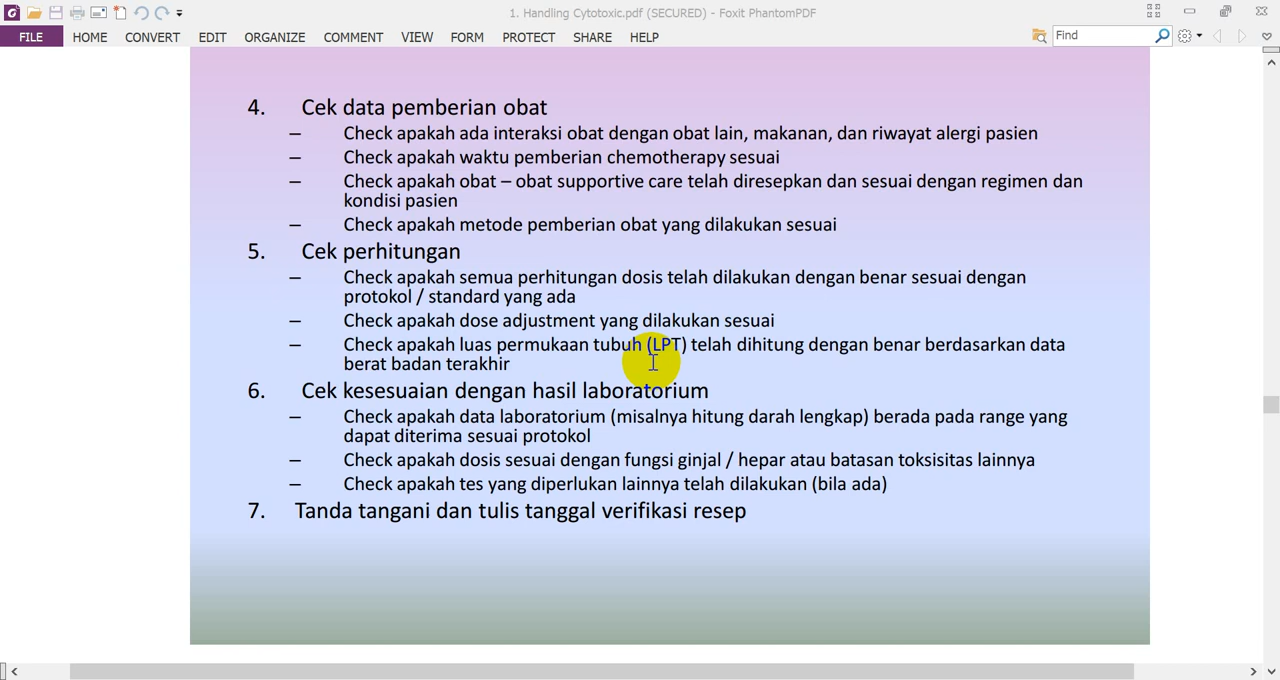 1. Handling Cytotoxic.pdf (SECURED) - Foxit PhantomPDF
FILE HOME CONVERT EDIT ORGANIZE COMMENT VIEW FORM PROTECT SHARE HELP Find
4. Cek data pemberian obat
– Check apakah ada interaksi obat dengan obat lain, makanan, dan riwayat alergi pasien
– Check apakah waktu pemberian chemotherapy sesuai
– Check apakah obat – obat supportive care telah diresepkan dan sesuai dengan regimen dan
kondisi pasien
– Check apakah metode pemberian obat yang dilakukan sesuai
5. Cek perhitungan
– Check apakah semua perhitungan dosis telah dilakukan dengan benar sesuai dengan
protokol / standard yang ada
– Check apakah dose adjustment yang dilakukan sesuai
– Check apakah luas permukaan tubuh (LPT) telah dihitung dengan benar berdasarkan data
berat badan terakhir
6. Cek kesesuaian dengan hasil laboratorium
– Check apakah data laboratorium (misalnya hitung darah lengkap) berada pada range yang
dapat diterima sesuai protokol
– Check apakah dosis sesuai dengan fungsi ginjal / hepar atau batasan toksisitas lainnya
– Check apakah tes yang diperlukan lainnya telah dilakukan (bila ada)
7. Tanda tangani dan tulis tanggal verifikasi resep